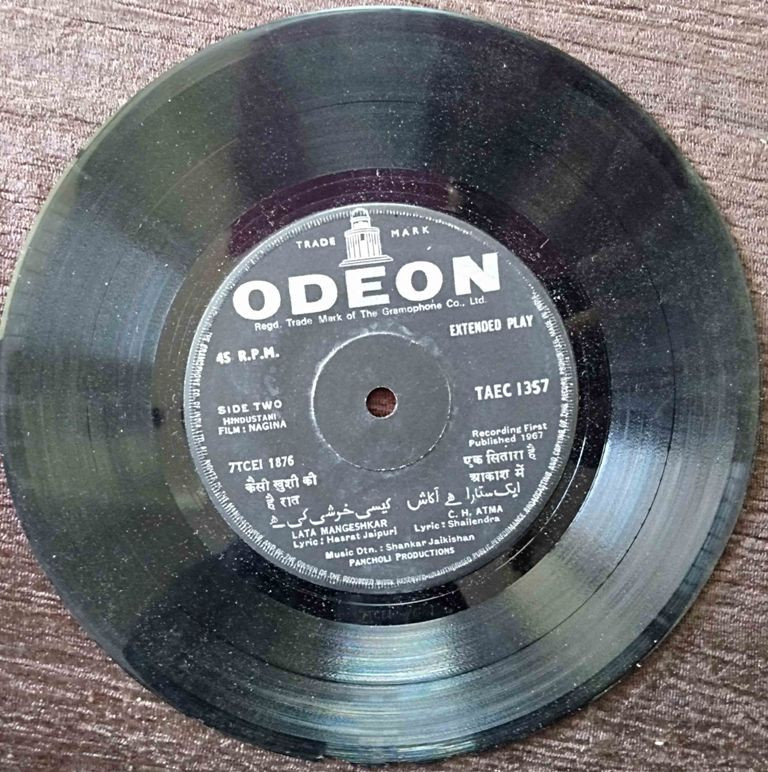 TRADE MARK
ODEON
Regd. Trade Mark of The Gramophone Co., Ltd.
EXTENDED PLAY
45 R.P.M.
TAEC 1357
SIDE TWO
HINDUSTANI
FILM : NAGINA
Recording First
Published 1967
7TCEI 1876
कैसी खुशी की
है रात
एक सितारा है
आकाश में
کیسی خوشی کی ہے
ایک ستارا ہے آکاش
LATA MANGESHKAR
Lyric : Hasrat Jaipuri
C. H. ATMA
Lyric : Shailendra
Music Dtn. : Shankar Jaikishan
PANCHOLI PRODUCTIONS